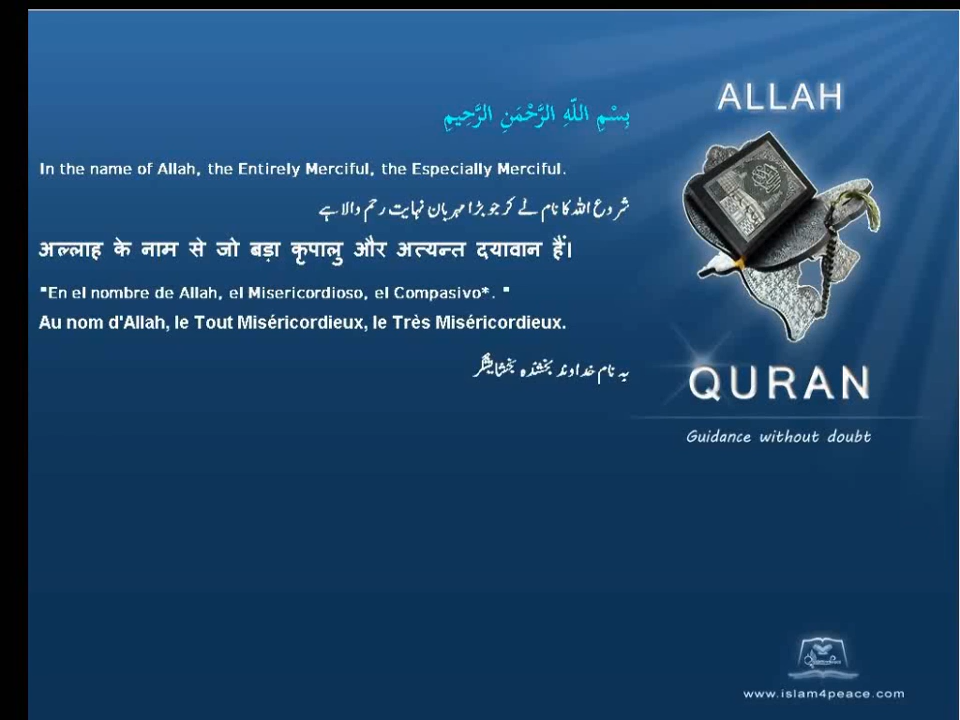 بِسْمِ اللَّهِ الرَّحْمَنِ الرَّحِيمِ
In the name of Allah, the Entirely Merciful, the Especially Merciful.
شروع الله کا نام لے کر جو بڑا مہربان نہایت رحم والا ہے
अल्लाह के नाम से जो बड़ा कृपालु और अत्यन्त दयावान हैं।
"En el nombre de Allah, el Misericordioso, el Compasivo*. "
Au nom d'Allah, le Tout Miséricordieux, le Très Miséricordieux.
به نام خداوند بخشنده بخشایشگر
ALLAH
QURAN
Guidance without doubt
www.islam4peace.com